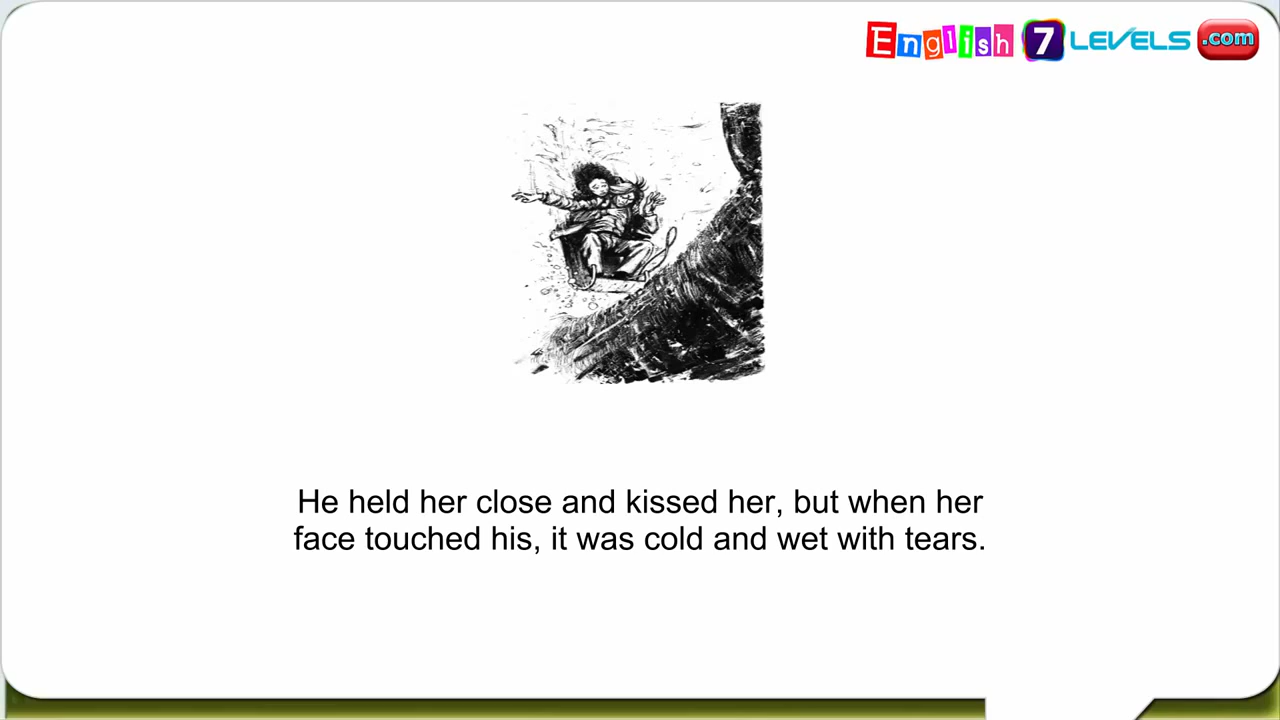 English 7 LEVELS .com
He held her close and kissed her, but when her
face touched his, it was cold and wet with tears.